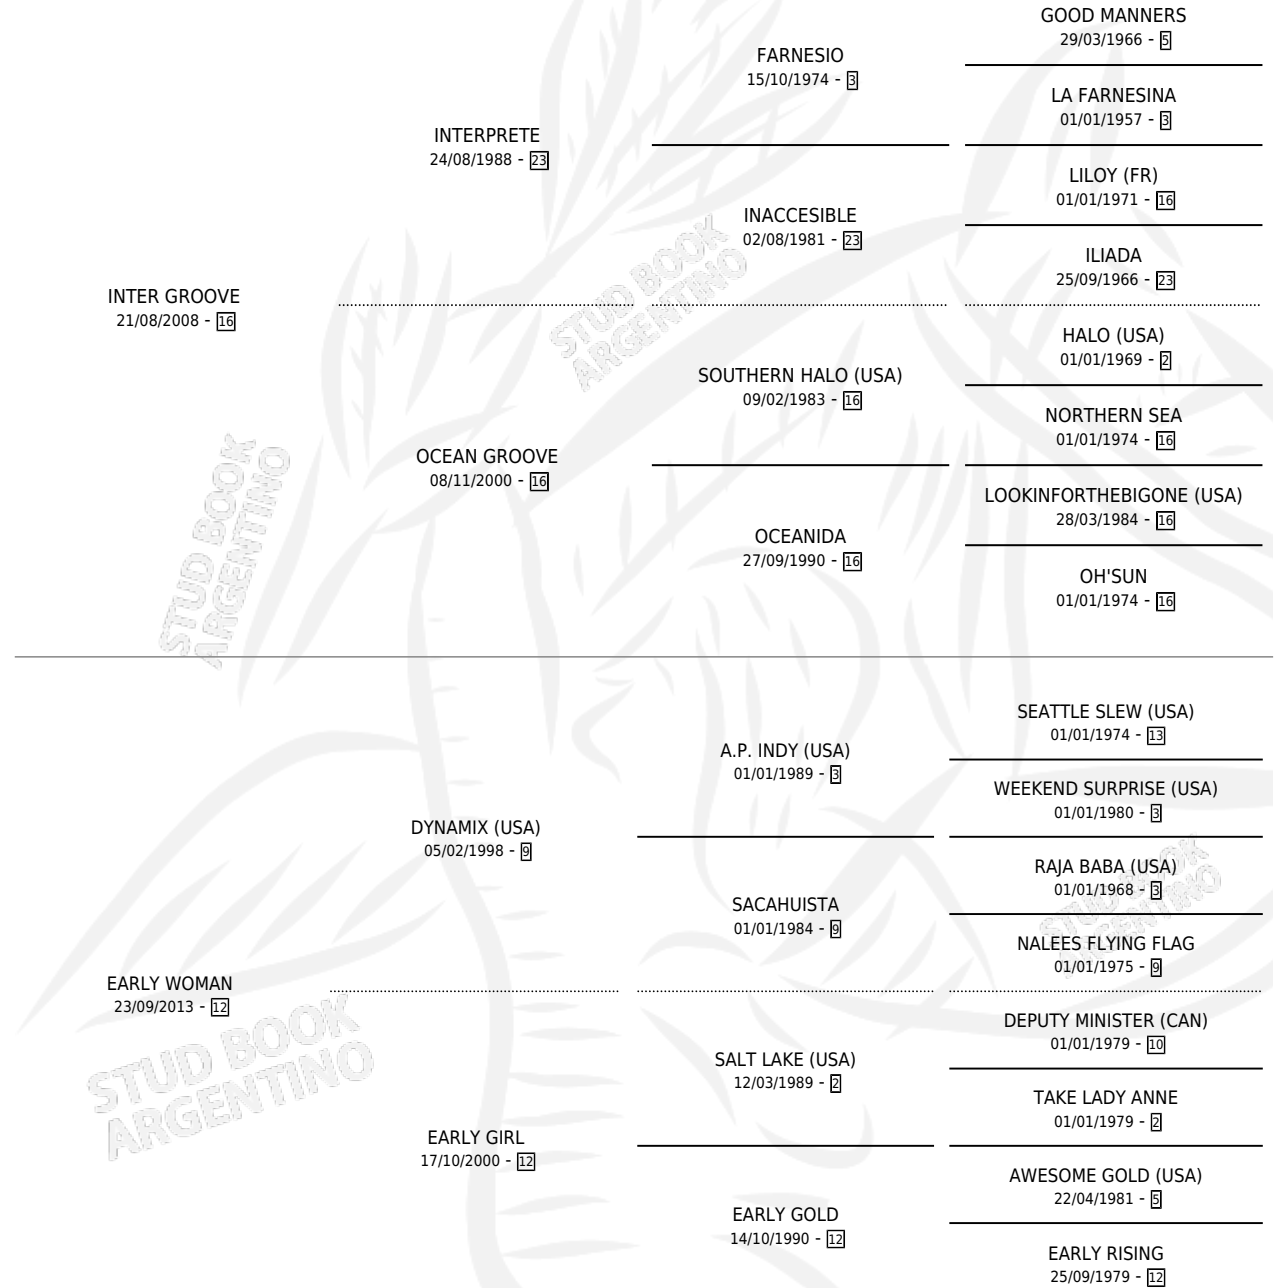 GOOD MANNERS
29/03/1966 - 5
FARNESIO
15/10/1974 - 3
LA FARNESINA
01/01/1957 - 3
INTERPRETE
24/08/1988 - 23
LILOY (FR)
01/01/1971 - 16
INACCESIBLE
02/08/1981 - 23
ILIADA
25/09/1966 - 23
INTER GROOVE
21/08/2008 - 16
HALO (USA)
01/01/1969 - 2
SOUTHERN HALO (USA)
09/02/1983 - 16
NORTHERN SEA
01/01/1974 - 16
OCEAN GROOVE
08/11/2000 - 16
LOOKINFORTHEBIGONE (USA)
28/03/1984 - 16
OCEANIDA
27/09/1990 - 16
OH'SUN
01/01/1974 - 16
STUD BOOK
ARGENTINO
STUD BOOK
ARGENTINO
SEATTLE SLEW (USA)
01/01/1974 - 13
A.P. INDY (USA)
01/01/1989 - 3
WEEKEND SURPRISE (USA)
01/01/1980 - 3
DYNAMIX (USA)
05/02/1998 - 9
RAJA BABA (USA)
01/01/1968 - 3
SACAHUISTA
01/01/1984 - 9
NALEES FLYING FLAG
01/01/1975 - 9
EARLY WOMAN
23/09/2013 - 12
DEPUTY MINISTER (CAN)
01/01/1979 - 10
SALT LAKE (USA)
12/03/1989 - 2
TAKE LADY ANNE
01/01/1979 - 2
EARLY GIRL
17/10/2000 - 12
AWESOME GOLD (USA)
22/04/1981 - 5
EARLY GOLD
14/10/1990 - 12
EARLY RISING
25/09/1979 - 12
STUD BOOK
ARGENTINO
STUD BOOK
ARGENTINO